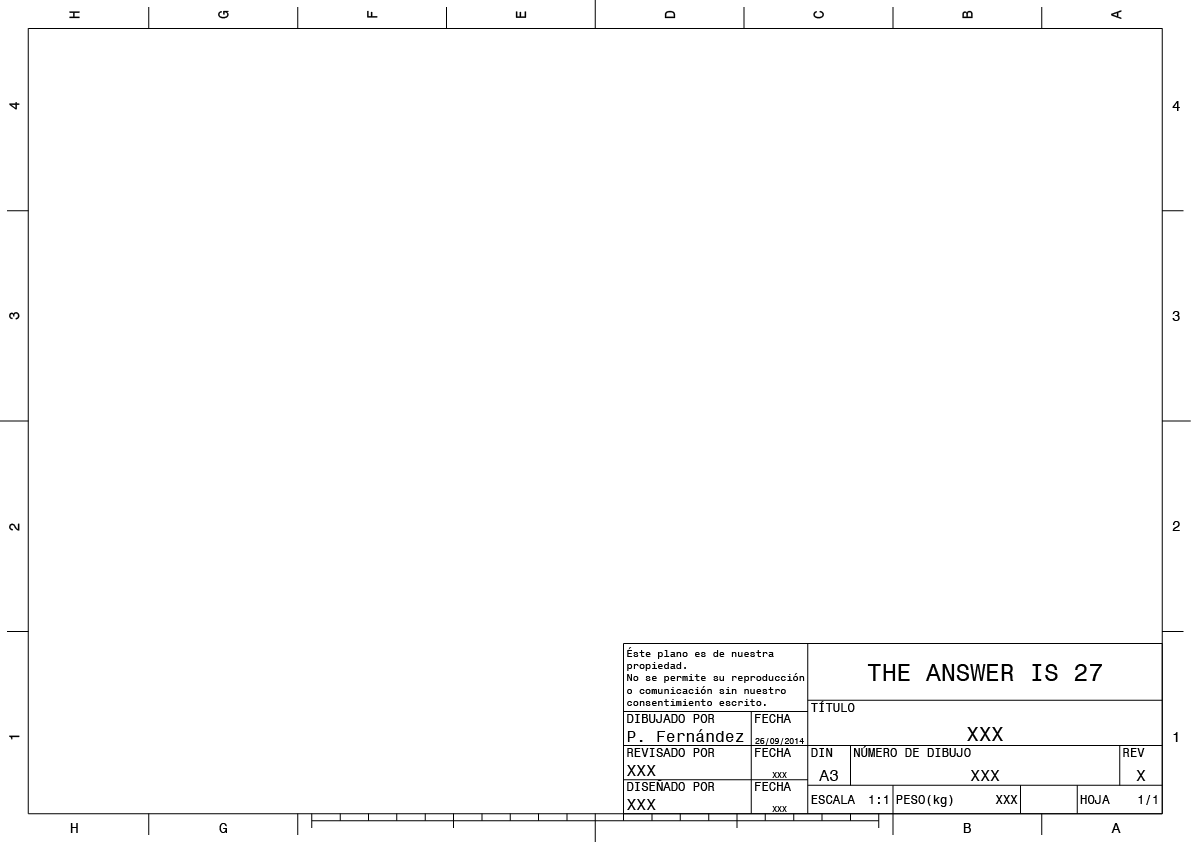 H G F E D C B A
4 4
3 3
2 2
1 1
Éste plano es de nuestra
propiedad.
No se permite su reproducción
o comunicación sin nuestro
consentimiento escrito.
THE ANSWER IS 27
TÍTULO
XXX
DIBUJADO POR FECHA
P. Fernández 26/09/2014
REVISADO POR FECHA
XXX XXX
DISEÑADO POR FECHA
XXX XXX
DIN NÚMERO DE DIBUJO REV
A3 XXX X
ESCALA 1:1 PESO(kg) XXX HOJA 1/1
H G B A